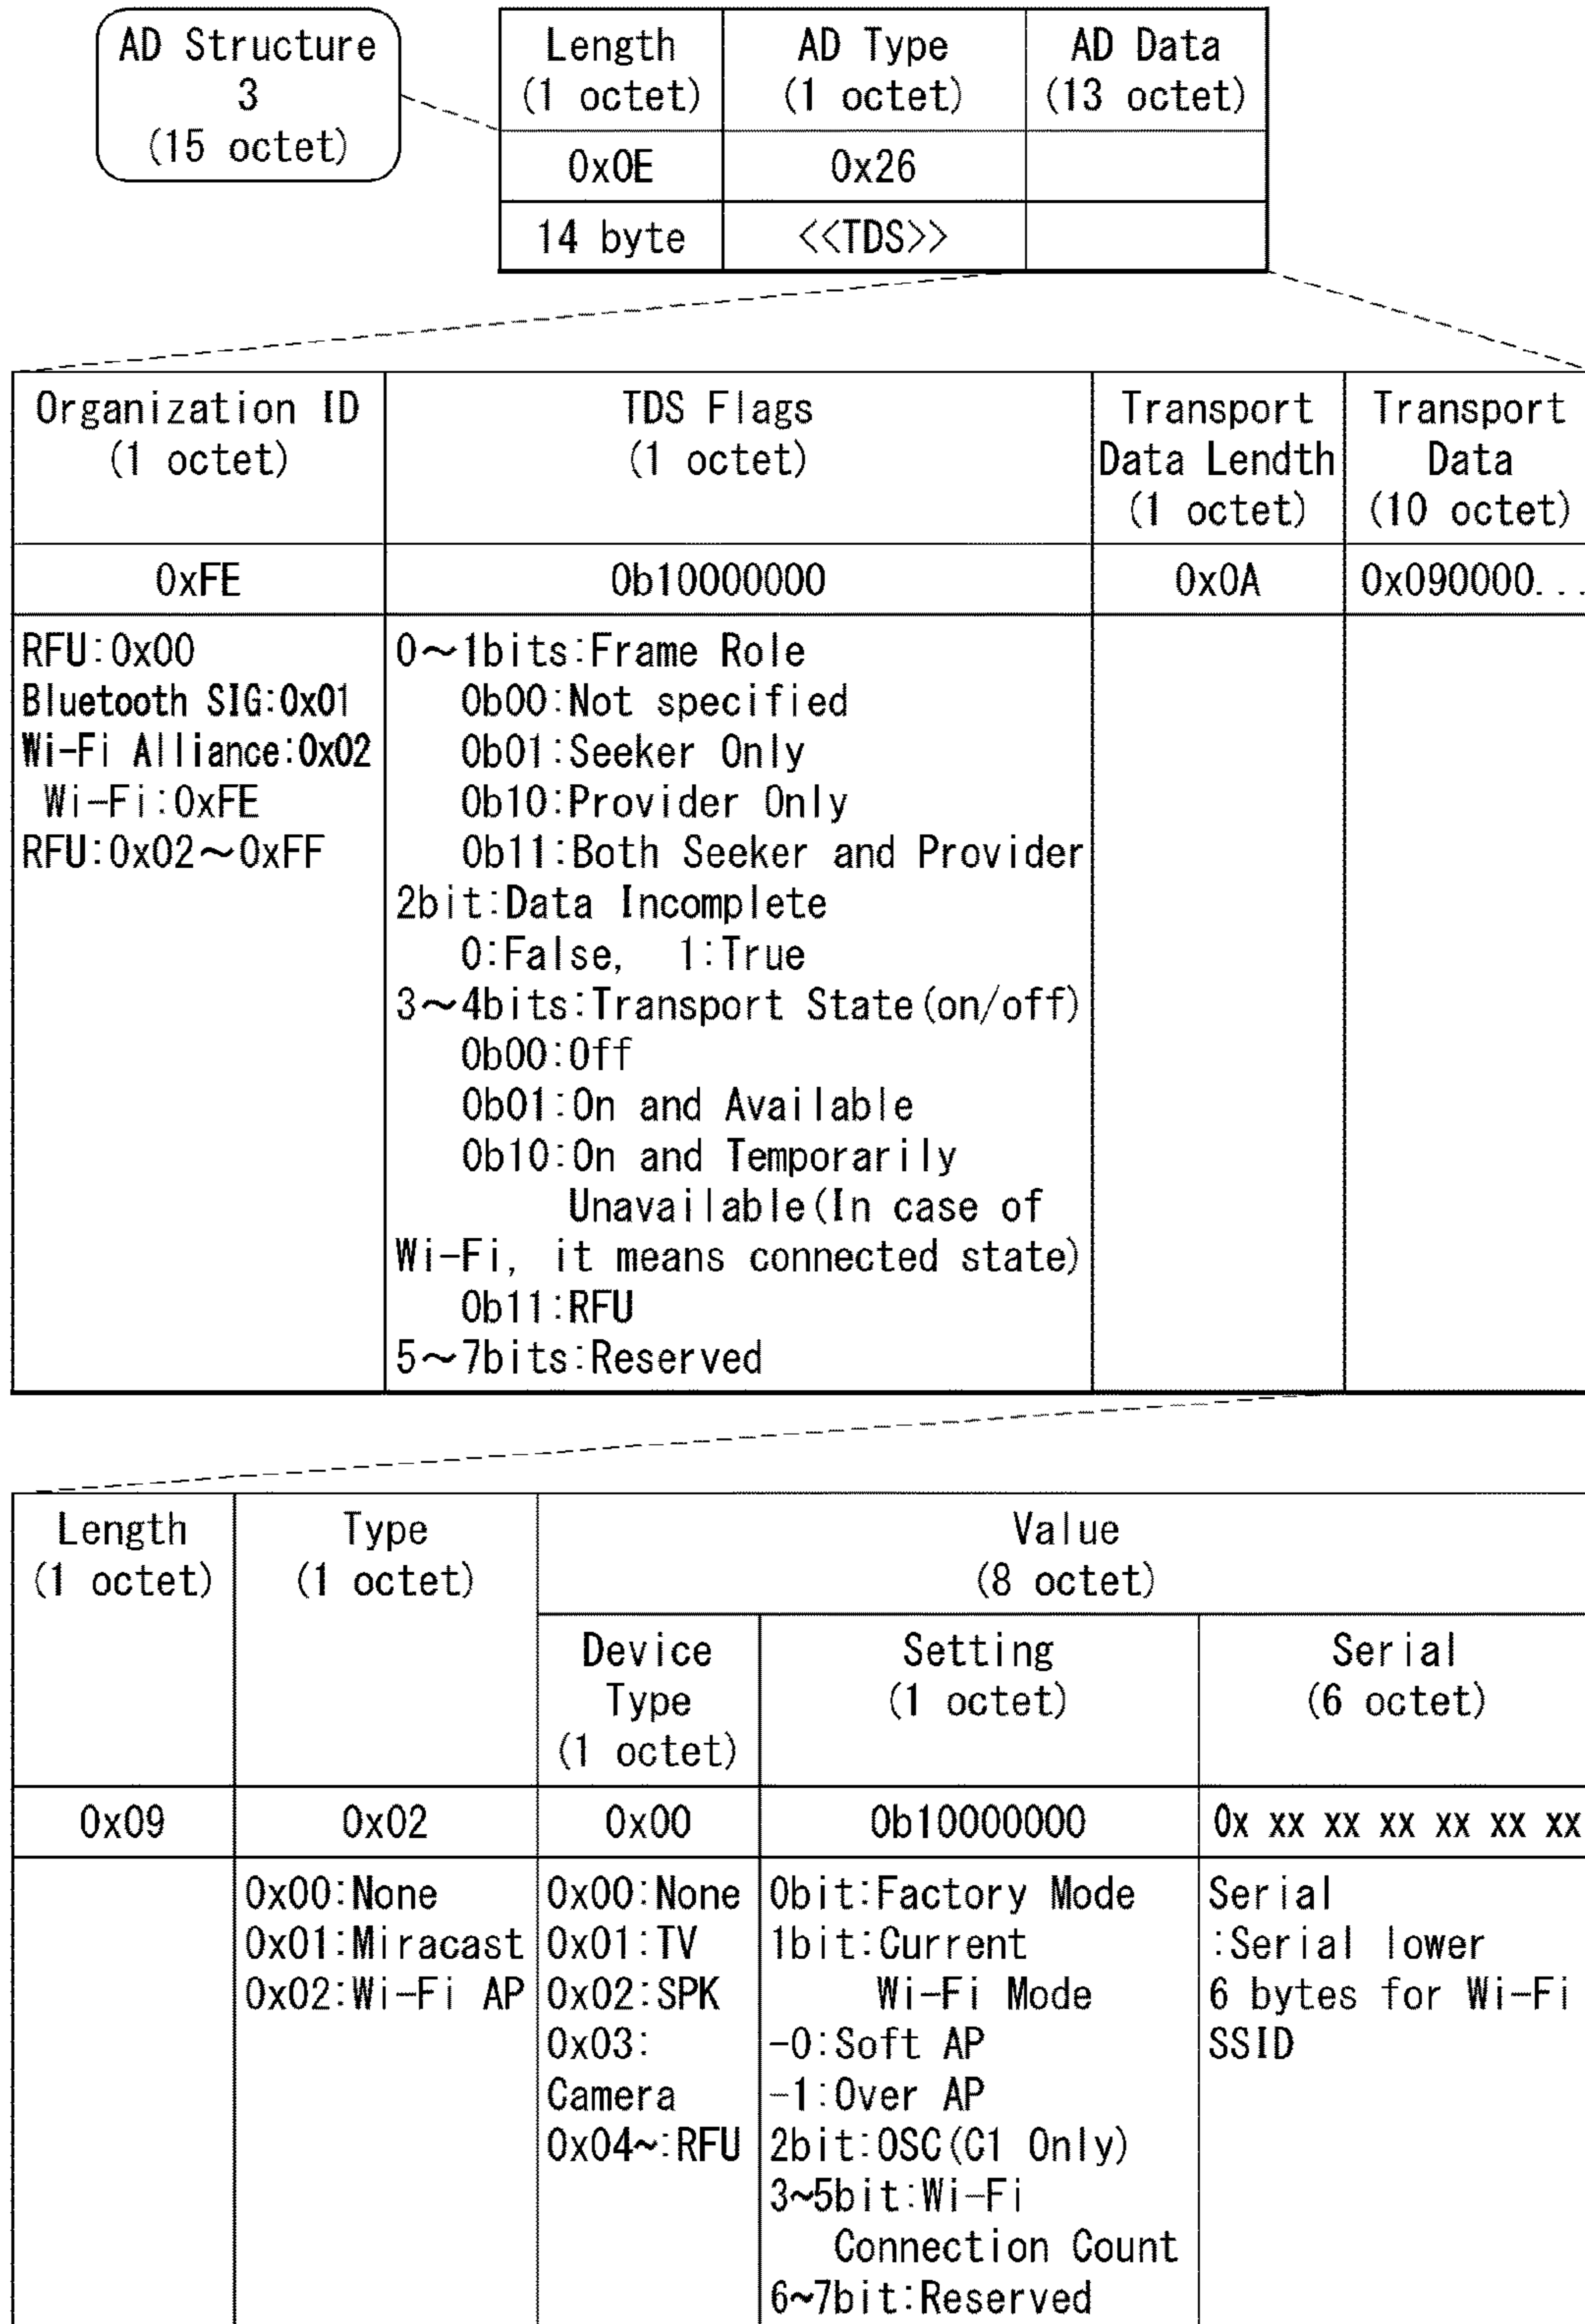 AD Structure
3
(15 octet)
Length
(1 octet)
AD Type
(1 octet)
AD Data
(13 octet)
0x0E
0x26
14 byte
<<TDS>>
Organization ID
(1 octet)
TDS Flags
(1 octet)
Transport
Data Lendth
(1 octet)
Transport
Data
(10 octet)
0xFE
0b10000000
0x0A
0x090000...
RFU:0x00
Bluetooth SIG:0x01
Wi-Fi Alliance:0x02
Wi-Fi:0xFE
RFU:0x02～0xFF
0～1bits:Frame Role
0b00:Not specified
0b01:Seeker Only
0b10:Provider Only
0b11:Both Seeker and Provider
2bit:Data Incomplete
0:False, 1:True
3～4bits:Transport State(on/off)
0b00:Off
0b01:On and Available
0b10:On and Temporarily
Unavailable(In case of
Wi-Fi, it means connected state)
0b11:RFU
5～7bits:Reserved
Length
(1 octet)
Type
(1 octet)
Value
(8 octet)
Device
Type
(1 octet)
Setting
(1 octet)
Serial
(6 octet)
0x09
0x02
0x00
0b10000000
0x xx xx xx xx xx xx
0x00:None
0x01:Miracast
0x02:Wi-Fi AP
0x00:None
0x01:TV
0x02:SPK
0x03:
Camera
0x04~:RFU
0bit:Factory Mode
1bit:Current
Wi-Fi Mode
-0:Soft AP
-1:Over AP
2bit:OSC(C1 Only)
3~5bit:Wi-Fi
Connection Count
6~7bit:Reserved
Serial
:Serial lower
6 bytes for Wi-Fi
SSID